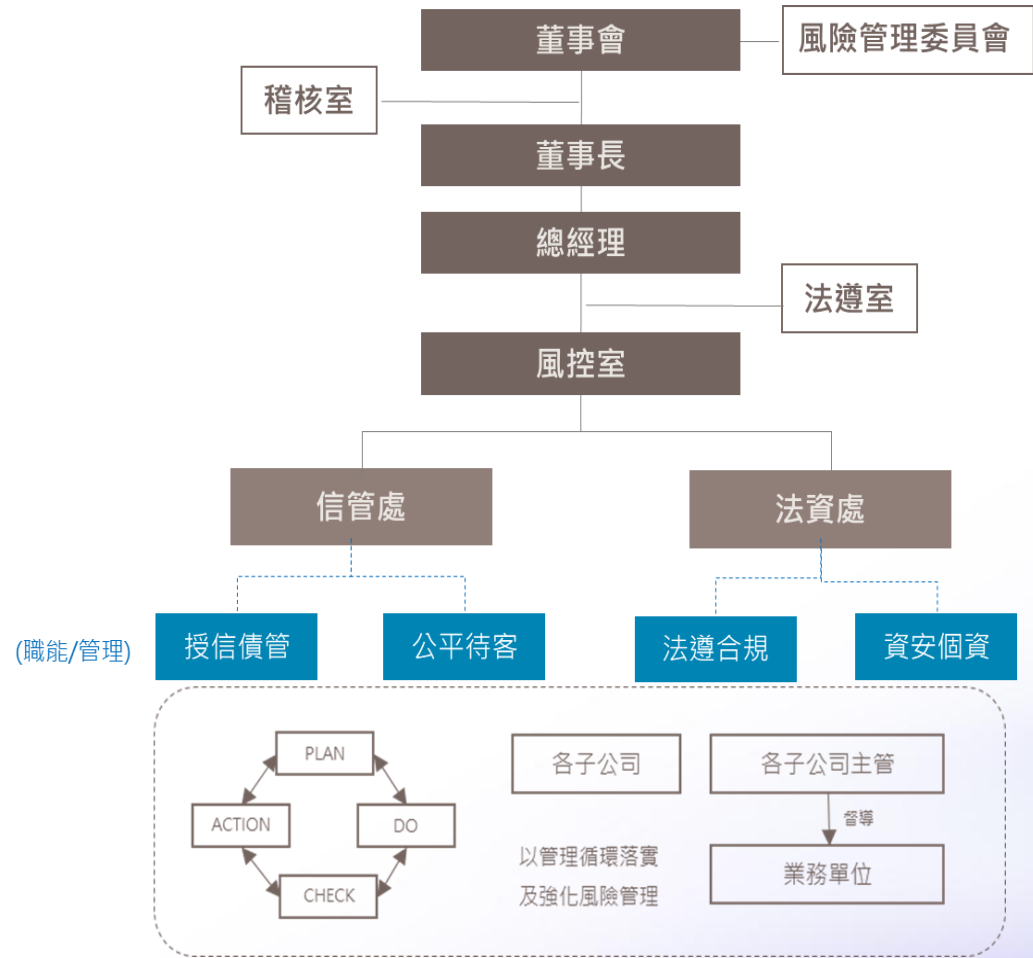 董事會
風險管理委員會
稽核室
董事長
總經理
法遵室
風控室
信管處
法資處
(職能/管理)
授信債管
公平待客
法遵合規
資安個資
PLAN
ACTION
DO
CHECK
各子公司
以管理循環落實
及強化風險管理
各子公司主管
督導
業務單位